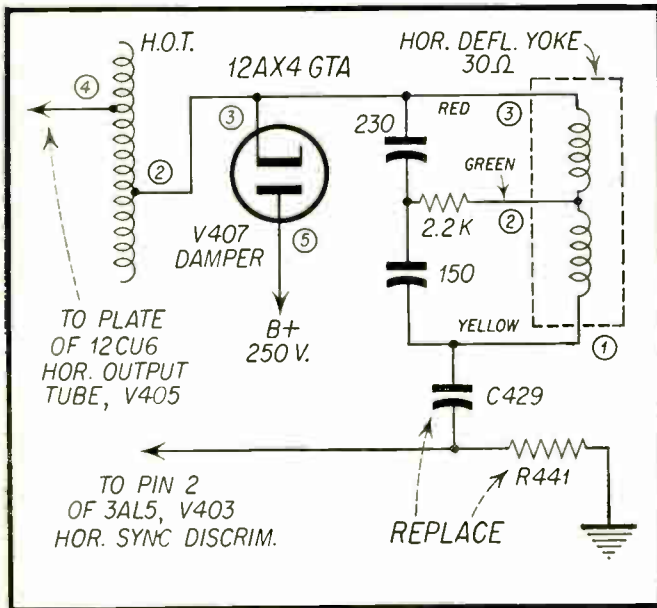 H.O.T.
12AX4 GTA
HOR. DEFL. YOKE
30Ω
④
③
②
V407
DAMPER
⑤
B+
250 V.
230
RED
③
GREEN
②
2.2 K
150
YELLOW
①
TO PLATE
OF 12CU6
HOR. OUTPUT
TUBE, V405
C429
R441
REPLACE
TO PIN 2
OF 3AL5, V403
HOR. SYNC DISCRIM.